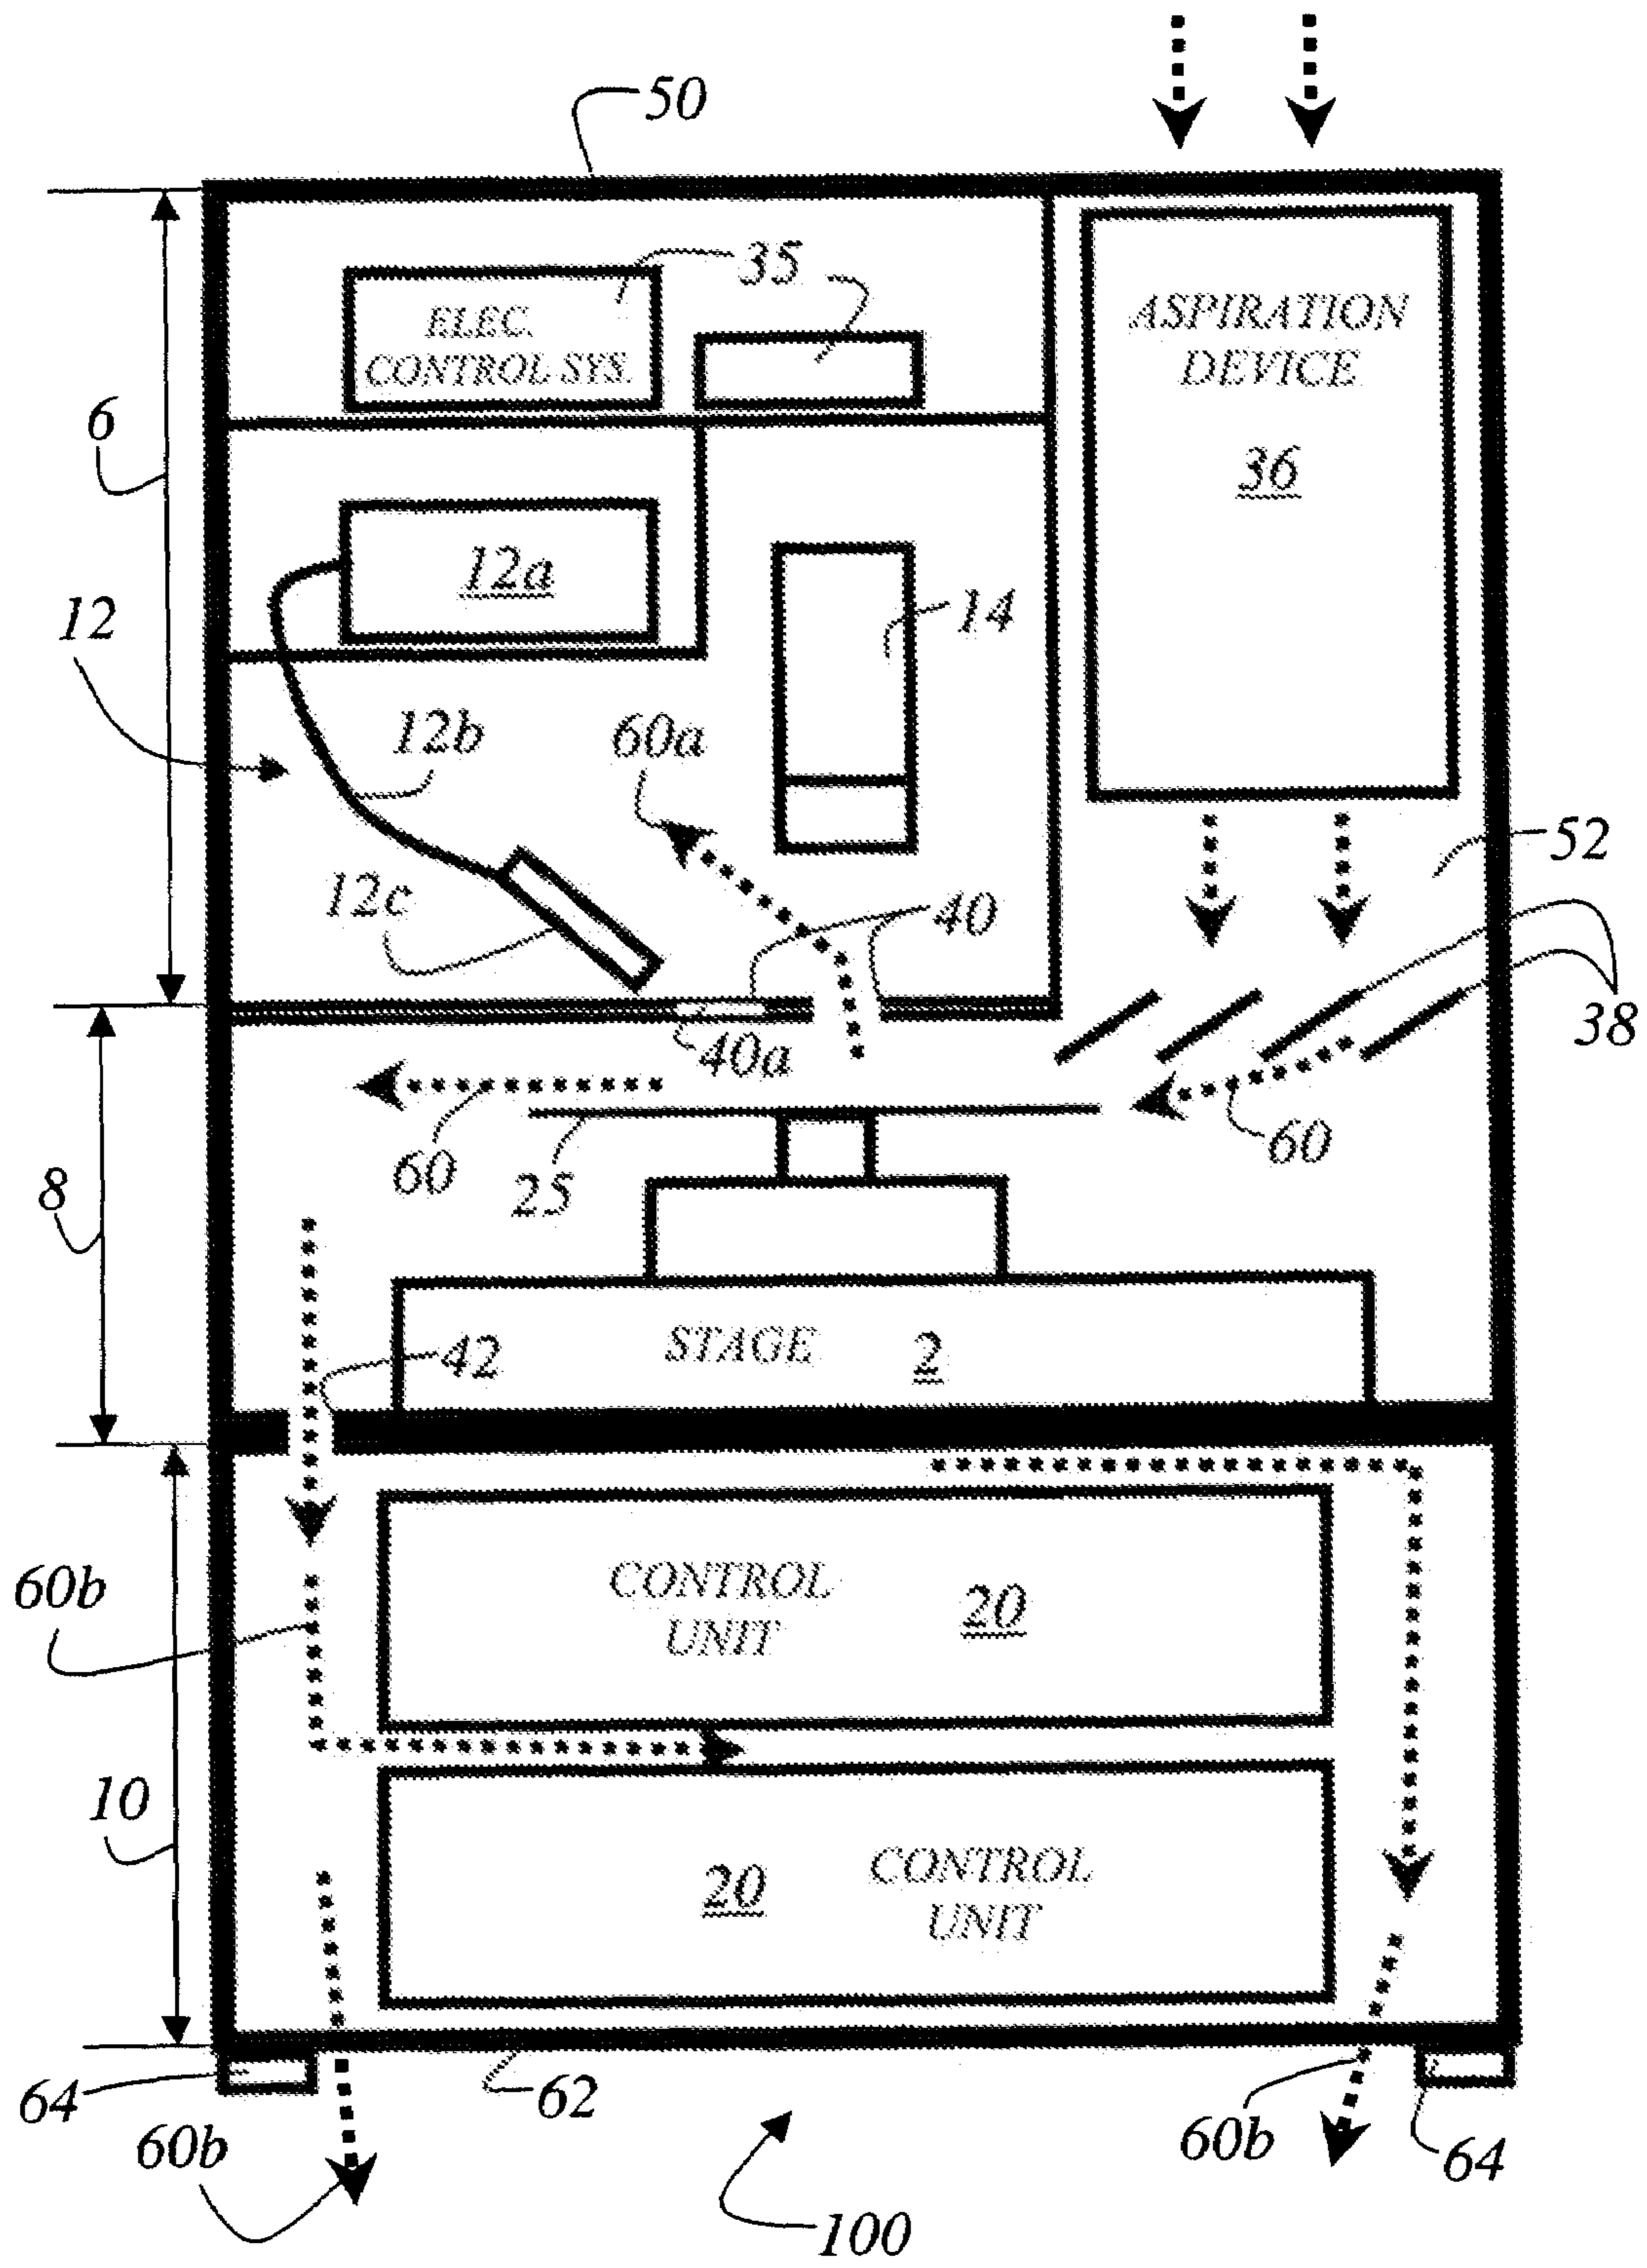 50
35
ELEC.
CONTROL SYS.
ASPIRATION
DEVICE
36
6
12a
12
14
12b
60a
52
12c
40
38
40a
60
60
25
8
STAGE 2
42
CONTROL
UNIT
20
60b
10
20
CONTROL
UNIT
64
62
60b
60b
64
100